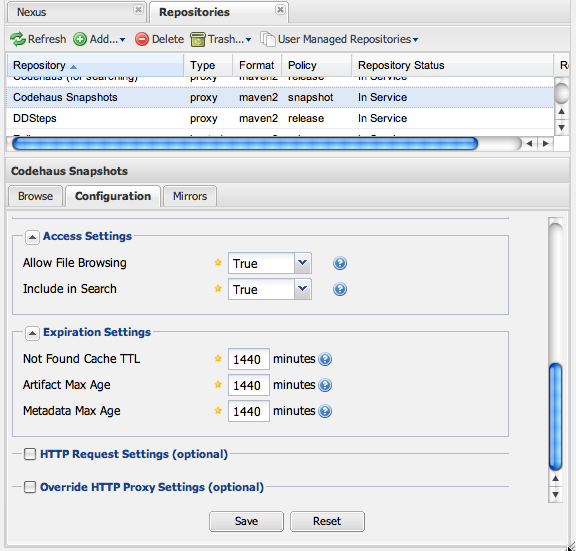 Nexus Repositories
Refresh Add... Delete Trash... User Managed Repositories
Repository Type Format Policy Repository Status Re
Codehaus (for searching) proxy maven2 release In Service
Codehaus Snapshots proxy maven2 snapshot In Service
DDSteps proxy maven2 release In Service
Codehaus Snapshots
Browse Configuration Mirrors
Access Settings
Allow File Browsing True
Include in Search True
Expiration Settings
Not Found Cache TTL 1440 minutes
Artifact Max Age 1440 minutes
Metadata Max Age 1440 minutes
HTTP Request Settings (optional)
Override HTTP Proxy Settings (optional)
Save Reset